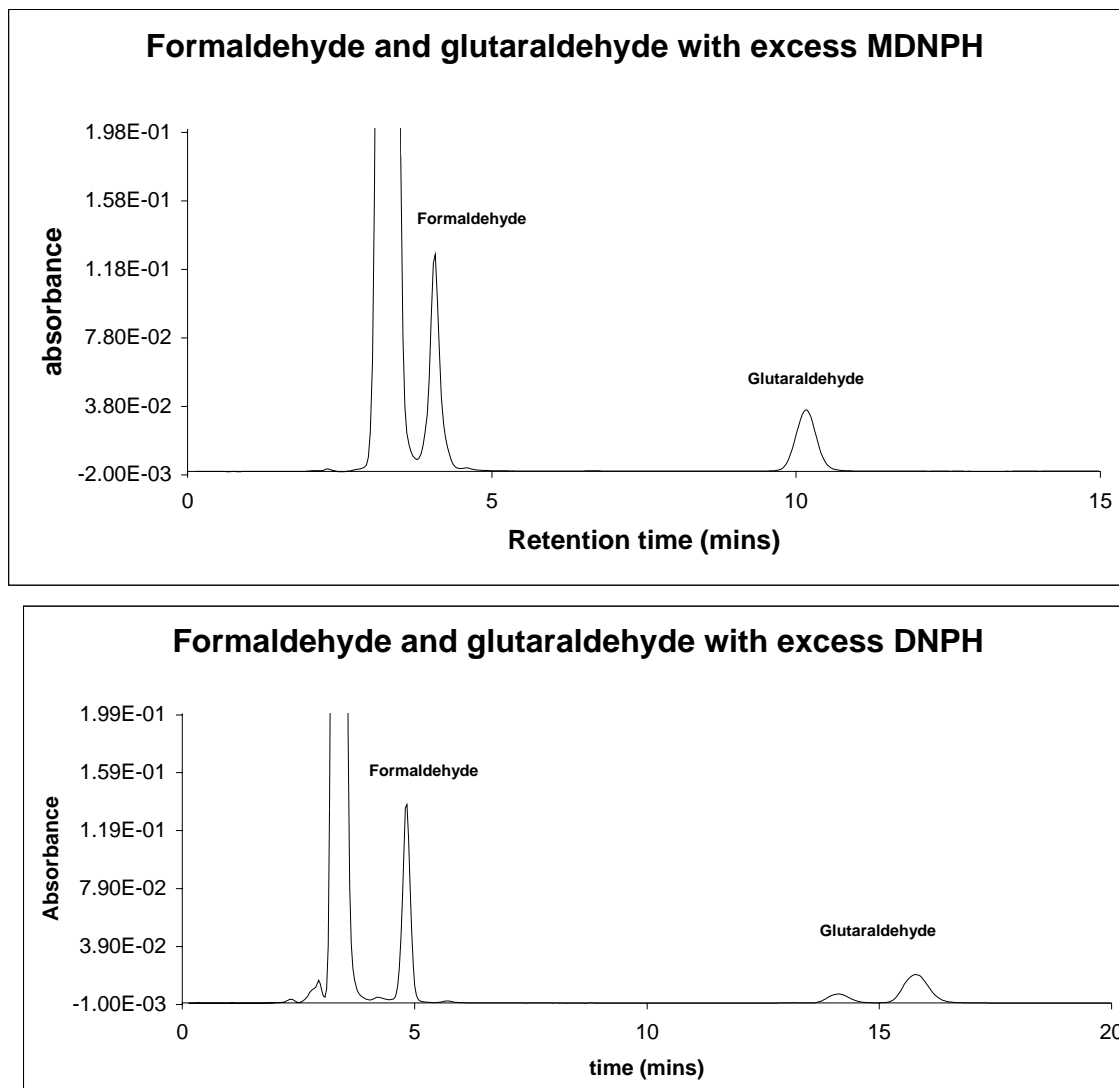 Formaldehyde and glutaraldehyde with excess MDNPH
1.98E-01
1.58E-01
1.18E-01
7.80E-02
3.80E-02
-2.00E-03
absorbance
Formaldehyde
Glutaraldehyde
0 5 10 15
Retention time (mins)
Formaldehyde and glutaraldehyde with excess DNPH
1.99E-01
1.59E-01
1.19E-01
7.90E-02
3.90E-02
-1.00E-03
Absorbance
Formaldehyde
Glutaraldehyde
0 5 10 15 20
time (mins)